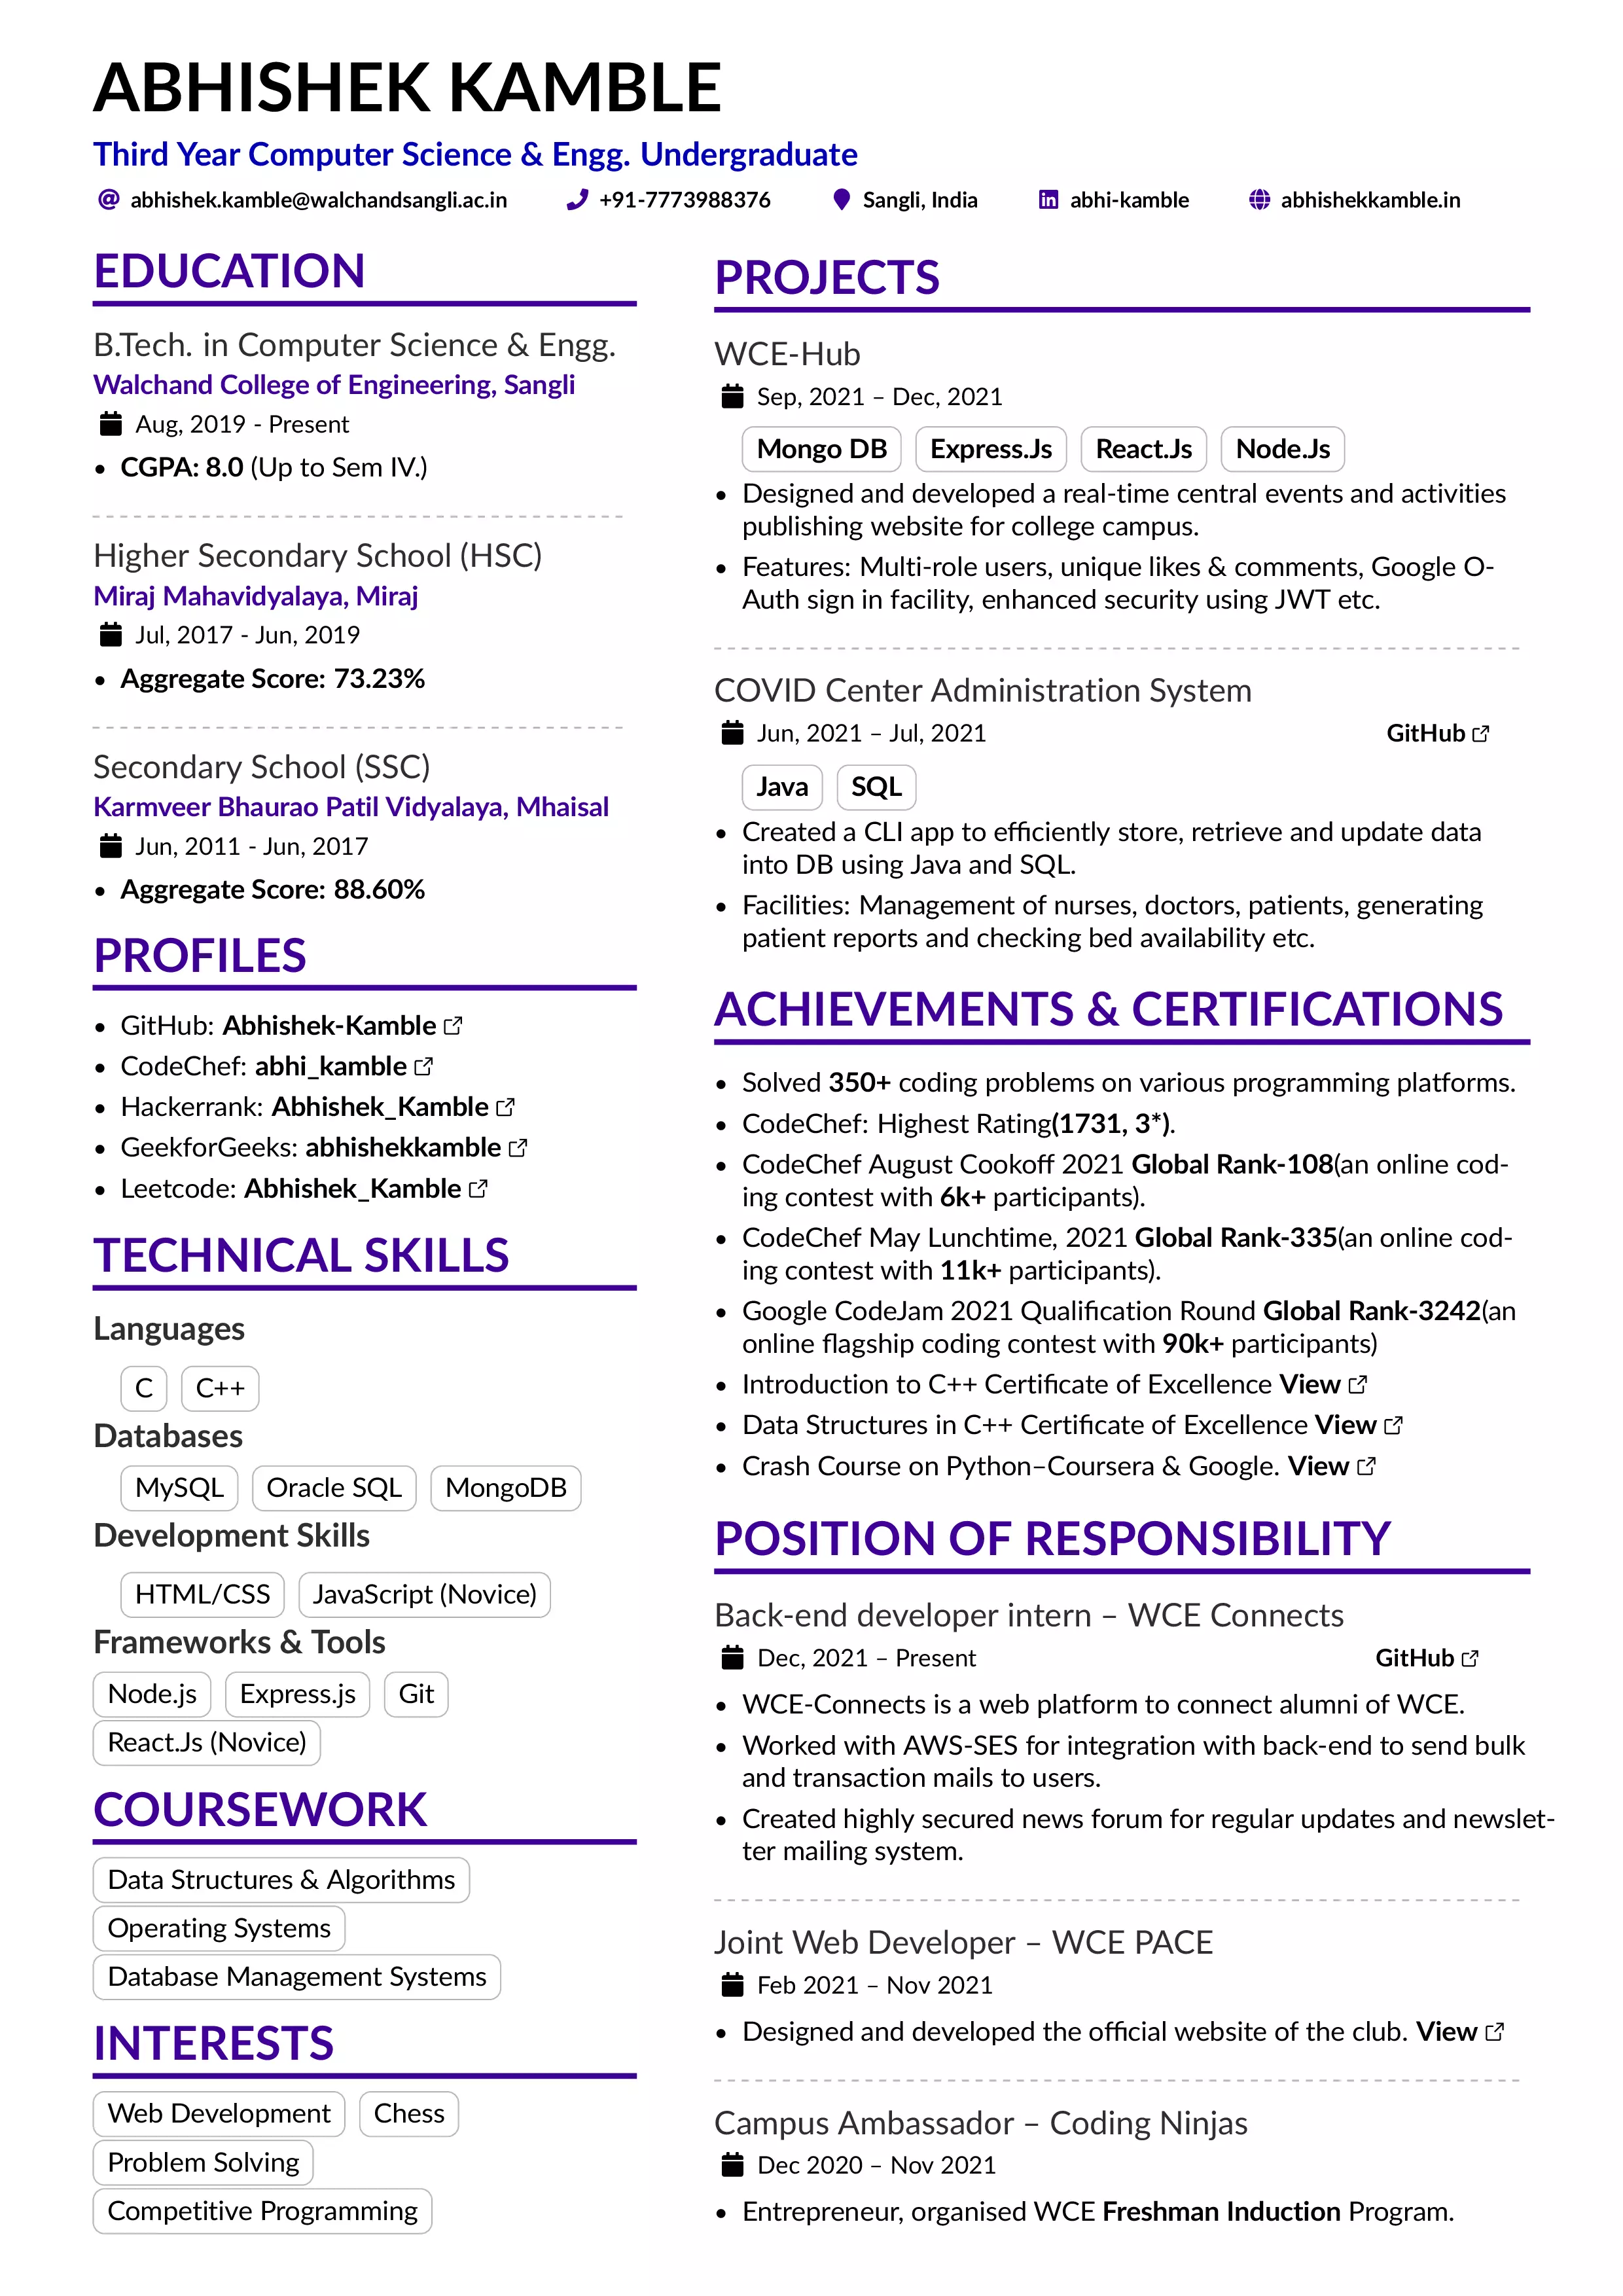 ABHISHEK KAMBLE
Third Year Computer Science & Engg. Undergraduate
abhishek.kamble@walchandsangli.ac.in +91-7773988376 Sangli, India abhi-kamble abhishekkamble.in
EDUCATION
B.Tech. in Computer Science & Engg.
Walchand College of Engineering, Sangli
Aug, 2019 - Present
• CGPA: 8.0 (Up to Sem IV.)
Higher Secondary School (HSC)
Miraj Mahavidyalaya, Miraj
Jul, 2017 - Jun, 2019
• Aggregate Score: 73.23%
Secondary School (SSC)
Karmveer Bhaurao Patil Vidyalaya, Mhaisal
Jun, 2011 - Jun, 2017
• Aggregate Score: 88.60%
PROFILES
• GitHub: Abhishek-Kamble
• CodeChef: abhi_kamble
• Hackerrank: Abhishek_Kamble
• GeekforGeeks: abhishekkamble
• Leetcode: Abhishek_Kamble
TECHNICAL SKILLS
Languages
C C++
Databases
MySQL Oracle SQL MongoDB
Development Skills
HTML/CSS JavaScript (Novice)
Frameworks & Tools
Node.js Express.js Git
React.Js (Novice)
COURSEWORK
Data Structures & Algorithms
Operating Systems
Database Management Systems
INTERESTS
Web Development Chess
Problem Solving
Competitive Programming
PROJECTS
WCE-Hub
Sep, 2021 – Dec, 2021
Mongo DB Express.Js React.Js Node.Js
• Designed and developed a real-time central events and activities
publishing website for college campus.
• Features: Multi-role users, unique likes & comments, Google O-
Auth sign in facility, enhanced security using JWT etc.
COVID Center Administration System
Jun, 2021 – Jul, 2021 GitHub
Java SQL
• Created a CLI app to efficiently store, retrieve and update data
into DB using Java and SQL.
• Facilities: Management of nurses, doctors, patients, generating
patient reports and checking bed availability etc.
ACHIEVEMENTS & CERTIFICATIONS
• Solved 350+ coding problems on various programming platforms.
• CodeChef: Highest Rating(1731, 3*).
• CodeChef August Cookoff 2021 Global Rank-108(an online cod-
ing contest with 6k+ participants).
• CodeChef May Lunchtime, 2021 Global Rank-335(an online cod-
ing contest with 11k+ participants).
• Google CodeJam 2021 Qualification Round Global Rank-3242(an
online flagship coding contest with 90k+ participants)
• Introduction to C++ Certificate of Excellence View
• Data Structures in C++ Certificate of Excellence View
• Crash Course on Python–Coursera & Google. View
POSITION OF RESPONSIBILITY
Back-end developer intern – WCE Connects
Dec, 2021 – Present GitHub
• WCE-Connects is a web platform to connect alumni of WCE.
• Worked with AWS-SES for integration with back-end to send bulk
and transaction mails to users.
• Created highly secured news forum for regular updates and newslet-
ter mailing system.
Joint Web Developer – WCE PACE
Feb 2021 – Nov 2021
• Designed and developed the official website of the club. View
Campus Ambassador – Coding Ninjas
Dec 2020 – Nov 2021
• Entrepreneur, organised WCE Freshman Induction Program.